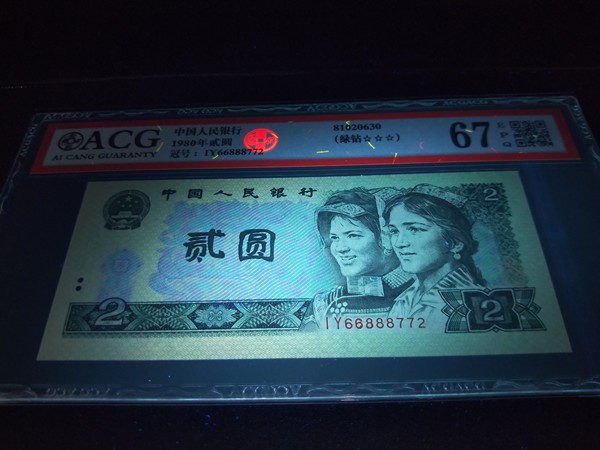 ACG
AI CANG GUARANTY
中国人民银行
1980年贰圆
冠号：IY66888772
81020630
(绿钻☆☆☆)
67
E
P
Q
中国人民银行
2
贰圆
IY66888772
2
2